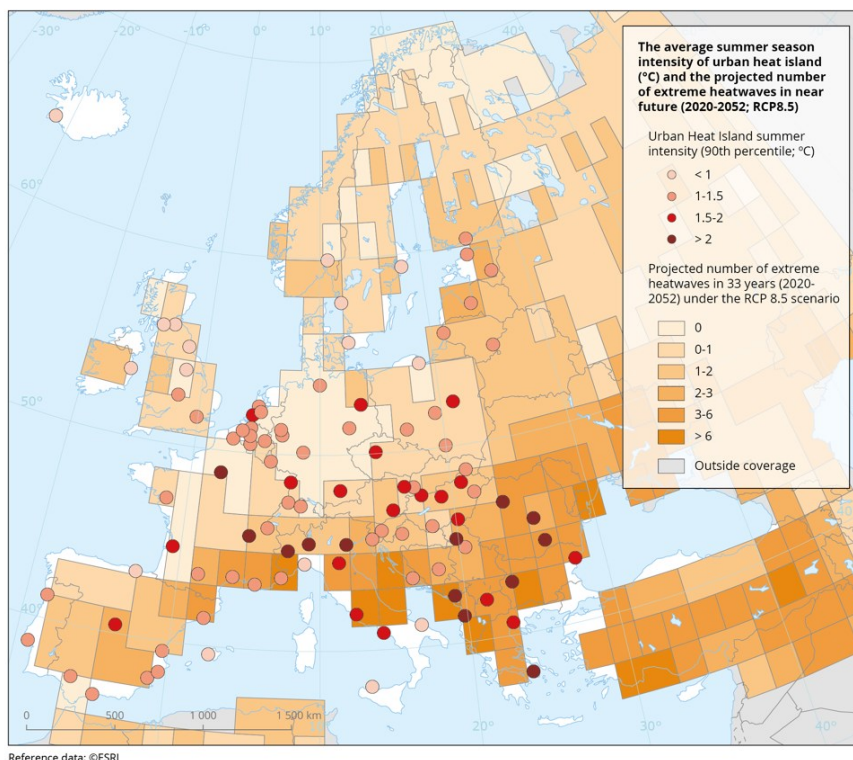 -30°
-20°
-10°
0°
10°
20°
30°
60°
50°
40°
The average summer season
intensity of urban heat island
(°C) and the projected number
of extreme heatwaves in near
future (2020-2052; RCP8.5)
Urban Heat Island summer
intensity (90th percentile; ºC)
< 1
1-1.5
1.5-2
> 2
Projected number of extreme
heatwaves in 33 years (2020-
2052) under the RCP 8.5 scenario
0
0-1
1-2
2-3
3-6
> 6
Outside coverage
0 500 1 000 1 500 km
20°
30°
40°
Reference data: ©ESRI